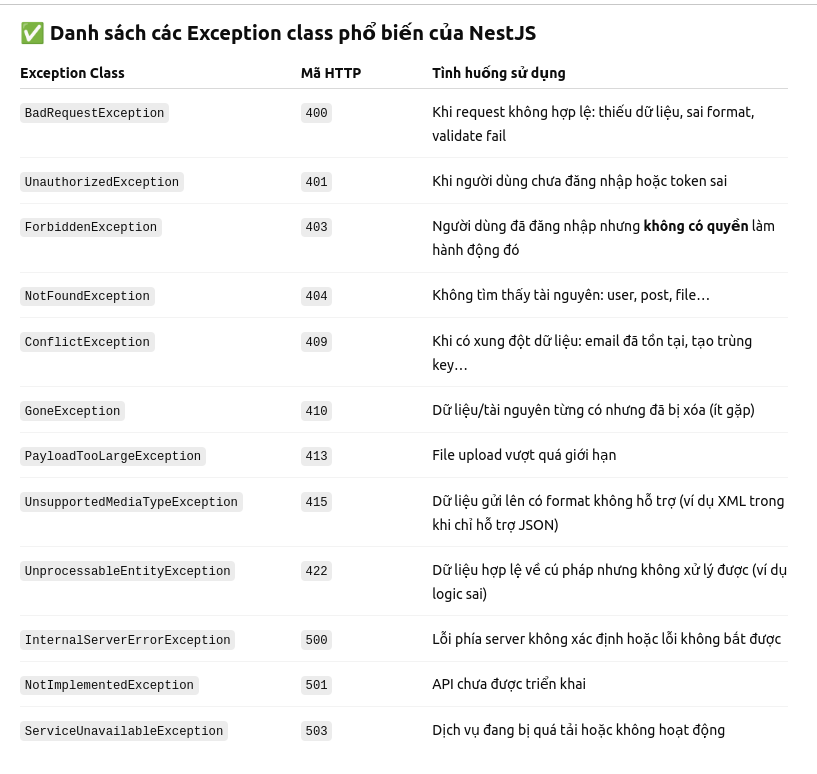 ✅ Danh sách các Exception class phổ biến của NestJS
Exception Class Mã HTTP Tình huống sử dụng
BadRequestException 400 Khi request không hợp lệ: thiếu dữ liệu, sai format,
validate fail
UnauthorizedException 401 Khi người dùng chưa đăng nhập hoặc token sai
ForbiddenException 403 Người dùng đã đăng nhập nhưng không có quyền làm
hành động đó
NotFoundException 404 Không tìm thấy tài nguyên: user, post, file…
ConflictException 409 Khi có xung đột dữ liệu: email đã tồn tại, tạo trùng
key…
GoneException 410 Dữ liệu/tài nguyên từng có nhưng đã bị xóa (ít gặp)
PayloadTooLargeException 413 File upload vượt quá giới hạn
UnsupportedMediaTypeException 415 Dữ liệu gửi lên có format không hỗ trợ (ví dụ XML trong
khi chỉ hỗ trợ JSON)
UnprocessableEntityException 422 Dữ liệu hợp lệ về cú pháp nhưng không xử lý được (ví dụ
logic sai)
InternalServerErrorException 500 Lỗi phía server không xác định hoặc lỗi không bắt được
NotImplementedException 501 API chưa được triển khai
ServiceUnavailableException 503 Dịch vụ đang bị quá tải hoặc không hoạt động